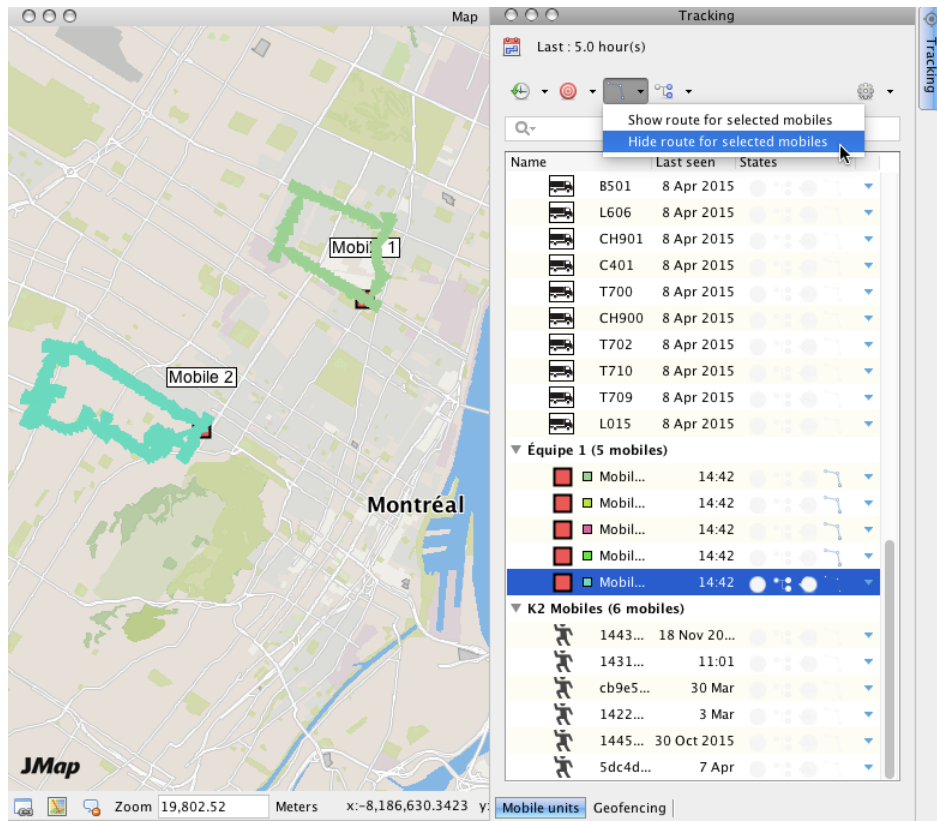 Map
Mobile 1
Mobile 2
Montréal
JMap
Zoom 19,802.52 Meters x:-8,186,630.3423 y:
Tracking
Last : 5.0 hour(s)
Show route for selected mobiles
Hide route for selected mobiles
Name Last seen States
B501 8 Apr 2015
L606 8 Apr 2015
CH901 8 Apr 2015
C401 8 Apr 2015
T700 8 Apr 2015
CH900 8 Apr 2015
T702 8 Apr 2015
T710 8 Apr 2015
T709 8 Apr 2015
L015 8 Apr 2015
Équipe 1 (5 mobiles)
Mobil... 14:42
Mobil... 14:42
Mobil... 14:42
Mobil... 14:42
Mobil... 14:42
K2 Mobiles (6 mobiles)
1443... 18 Nov 20...
1431... 11:01
cb9e5... 30 Mar
1422... 3 Mar
1445... 30 Oct 2015
5dc4d... 7 Apr
Mobile units Geofencing
Tracking